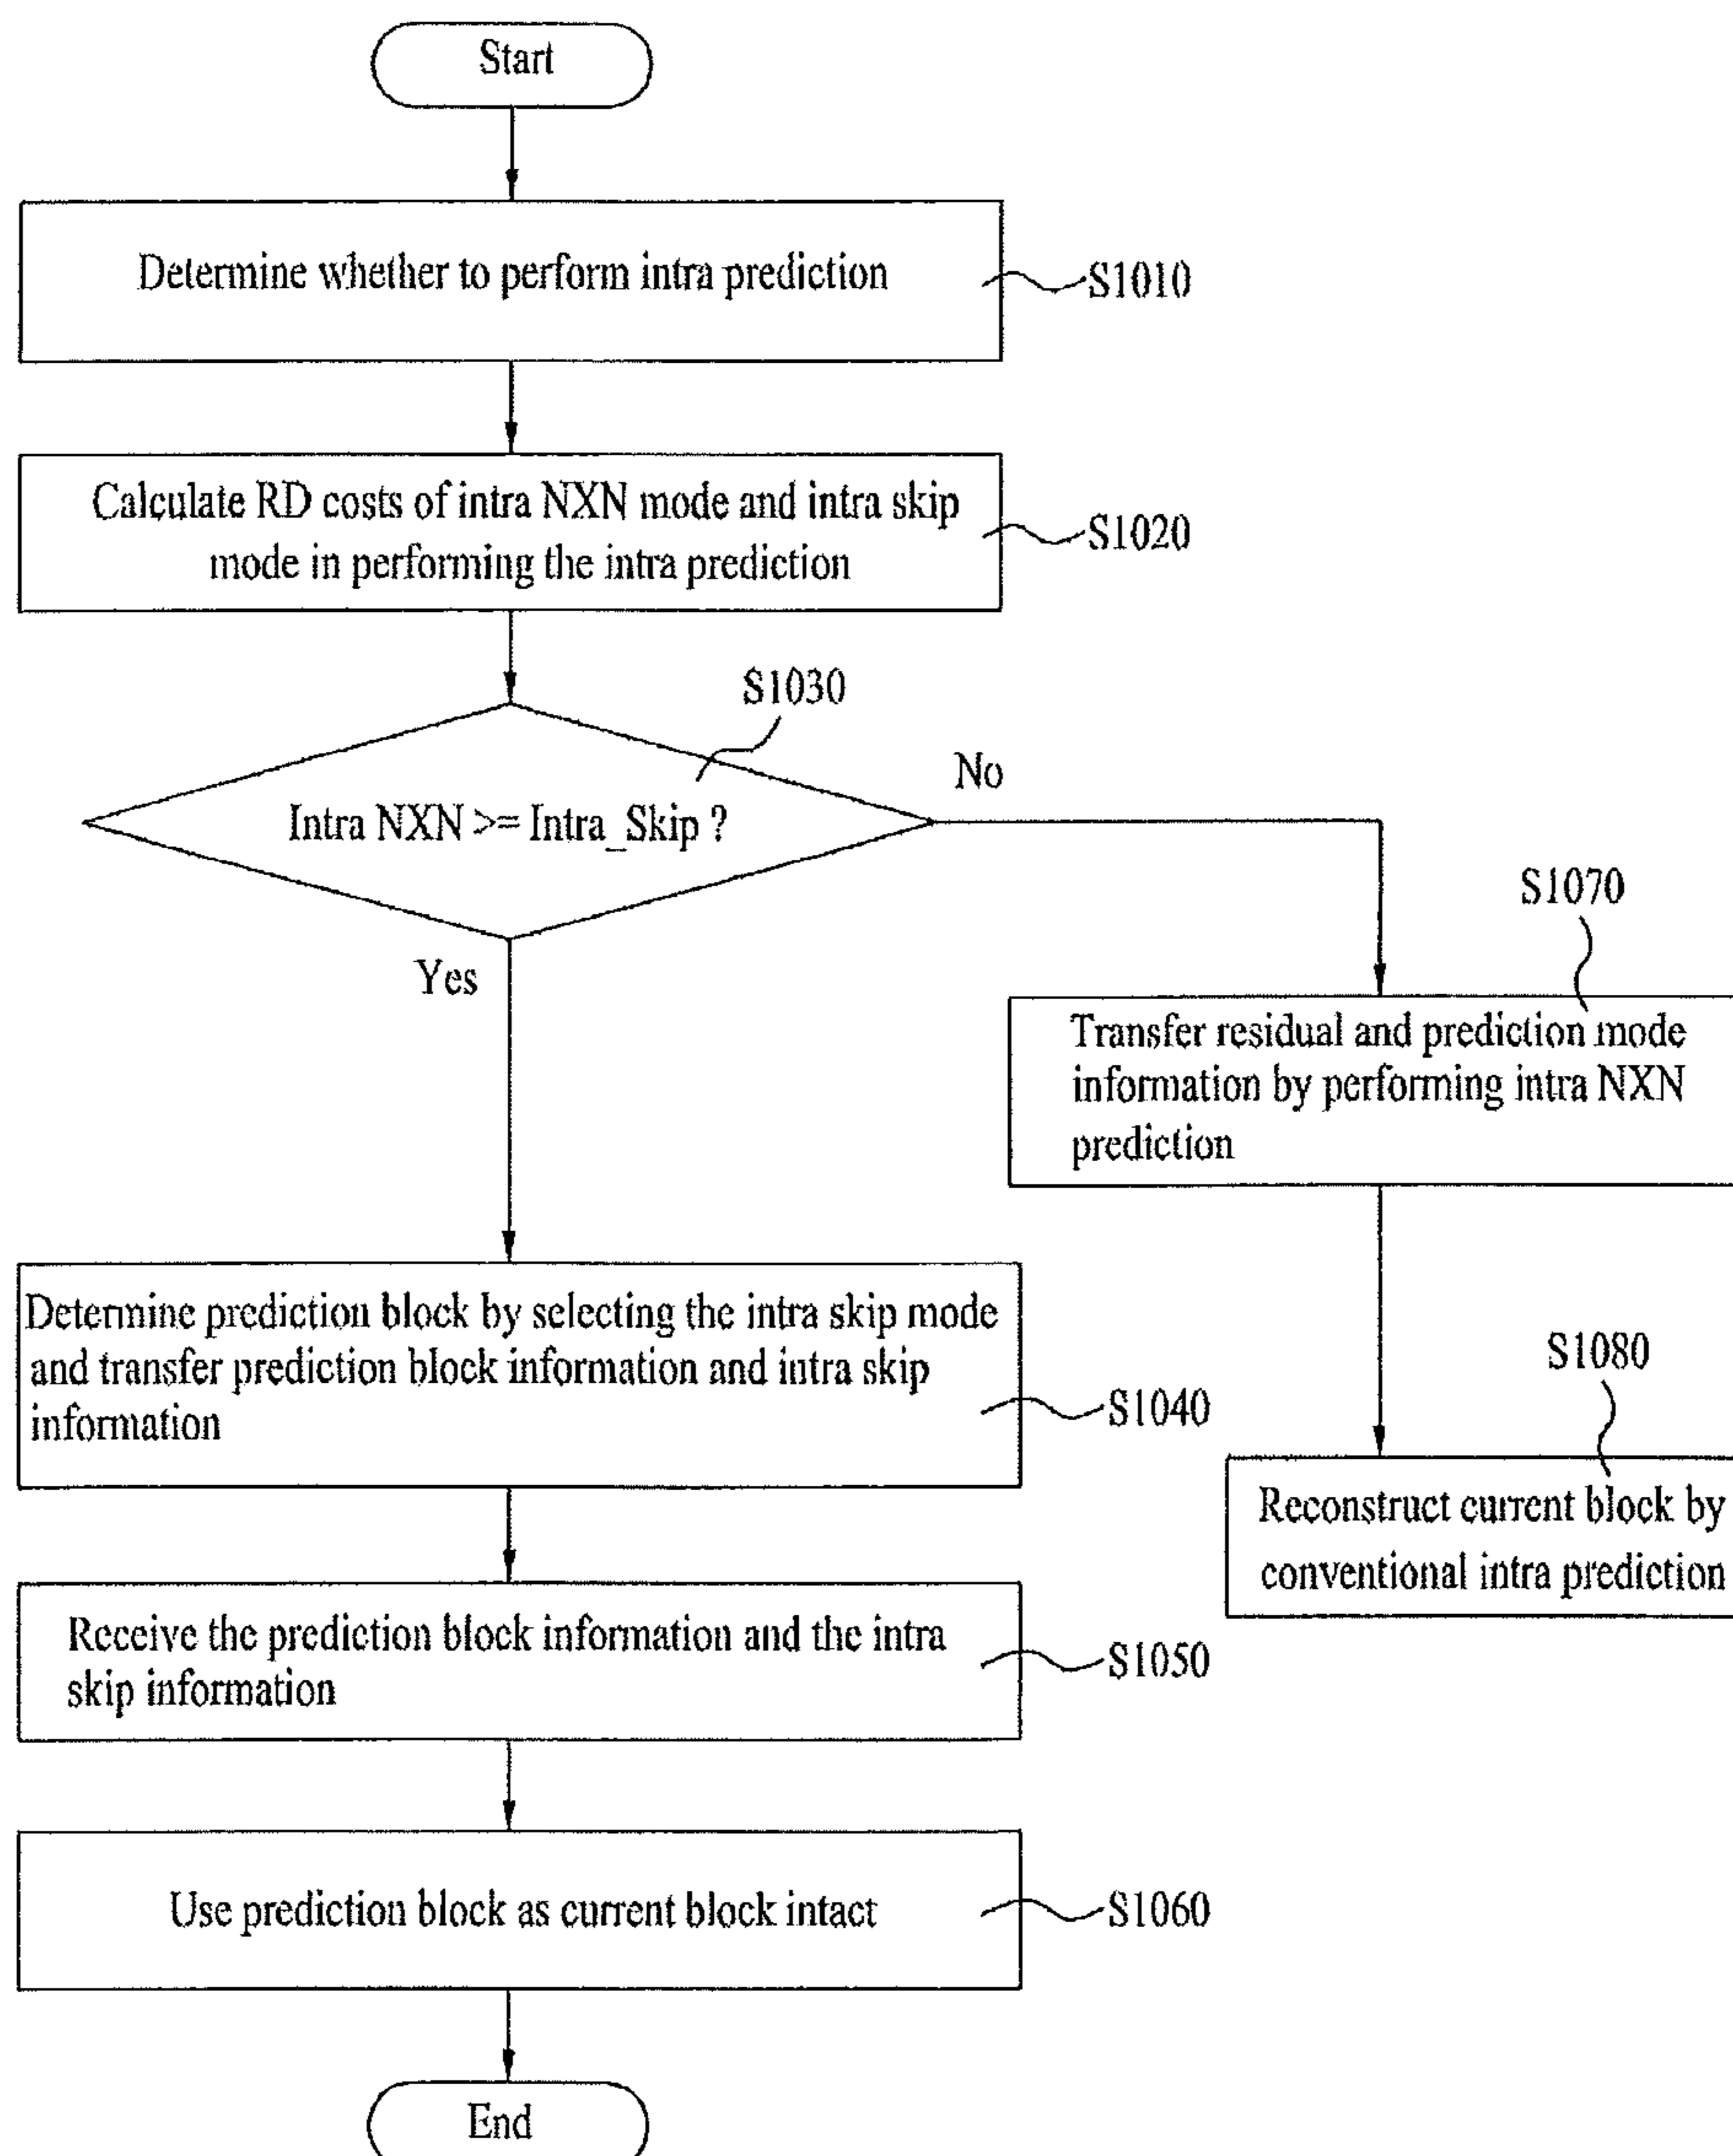 Start
Determine whether to perform intra prediction
S1010
Calculate RD costs of intra NXN mode and intra skip
mode in performing the intra prediction
S1020
S1030
Intra NXN >= Intra_Skip ?
No
Yes
S1070
Transfer residual and prediction mode
information by performing intra NXN
prediction
Determine prediction block by selecting the intra skip mode
and transfer prediction block information and intra skip
information
S1040
S1080
Reconstruct current block by
conventional intra prediction
Receive the prediction block information and the intra
skip information
S1050
Use prediction block as current block intact
S1060
End